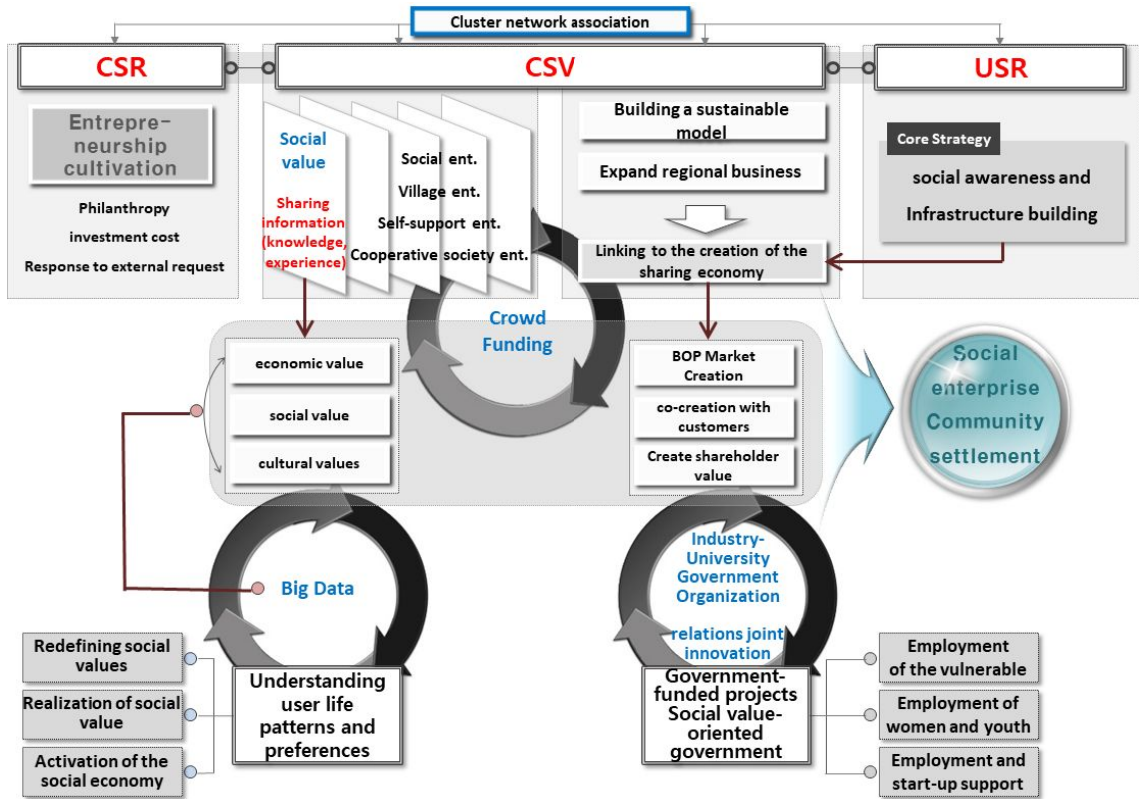 Cluster network association
CSR
CSV
USR
Entrepre-
neurship
cultivation
Philanthropy
investment cost
Response to external request
Social
value
Sharing
information
(knowledge,
experience)
Social ent.
Village ent.
Self-support ent.
Cooperative society ent.
Building a sustainable
model
Expand regional business
Linking to the creation of the
sharing economy
Core Strategy
social awareness and
Infrastructure building
Crowd
Funding
economic value
social value
cultural values
BOP Market
Creation
co-creation with
customers
Create shareholder
value
Social
enterprise
Community
settlement
Big Data
Industry-
University
Government
Organization
relations joint
innovation
Redefining social
values
Realization of social
value
Activation of the
social economy
Understanding
user life
patterns and
preferences
Government-
funded projects
Social value-
oriented
government
Employment
of the vulnerable
Employment of
women and youth
Employment and
start-up support